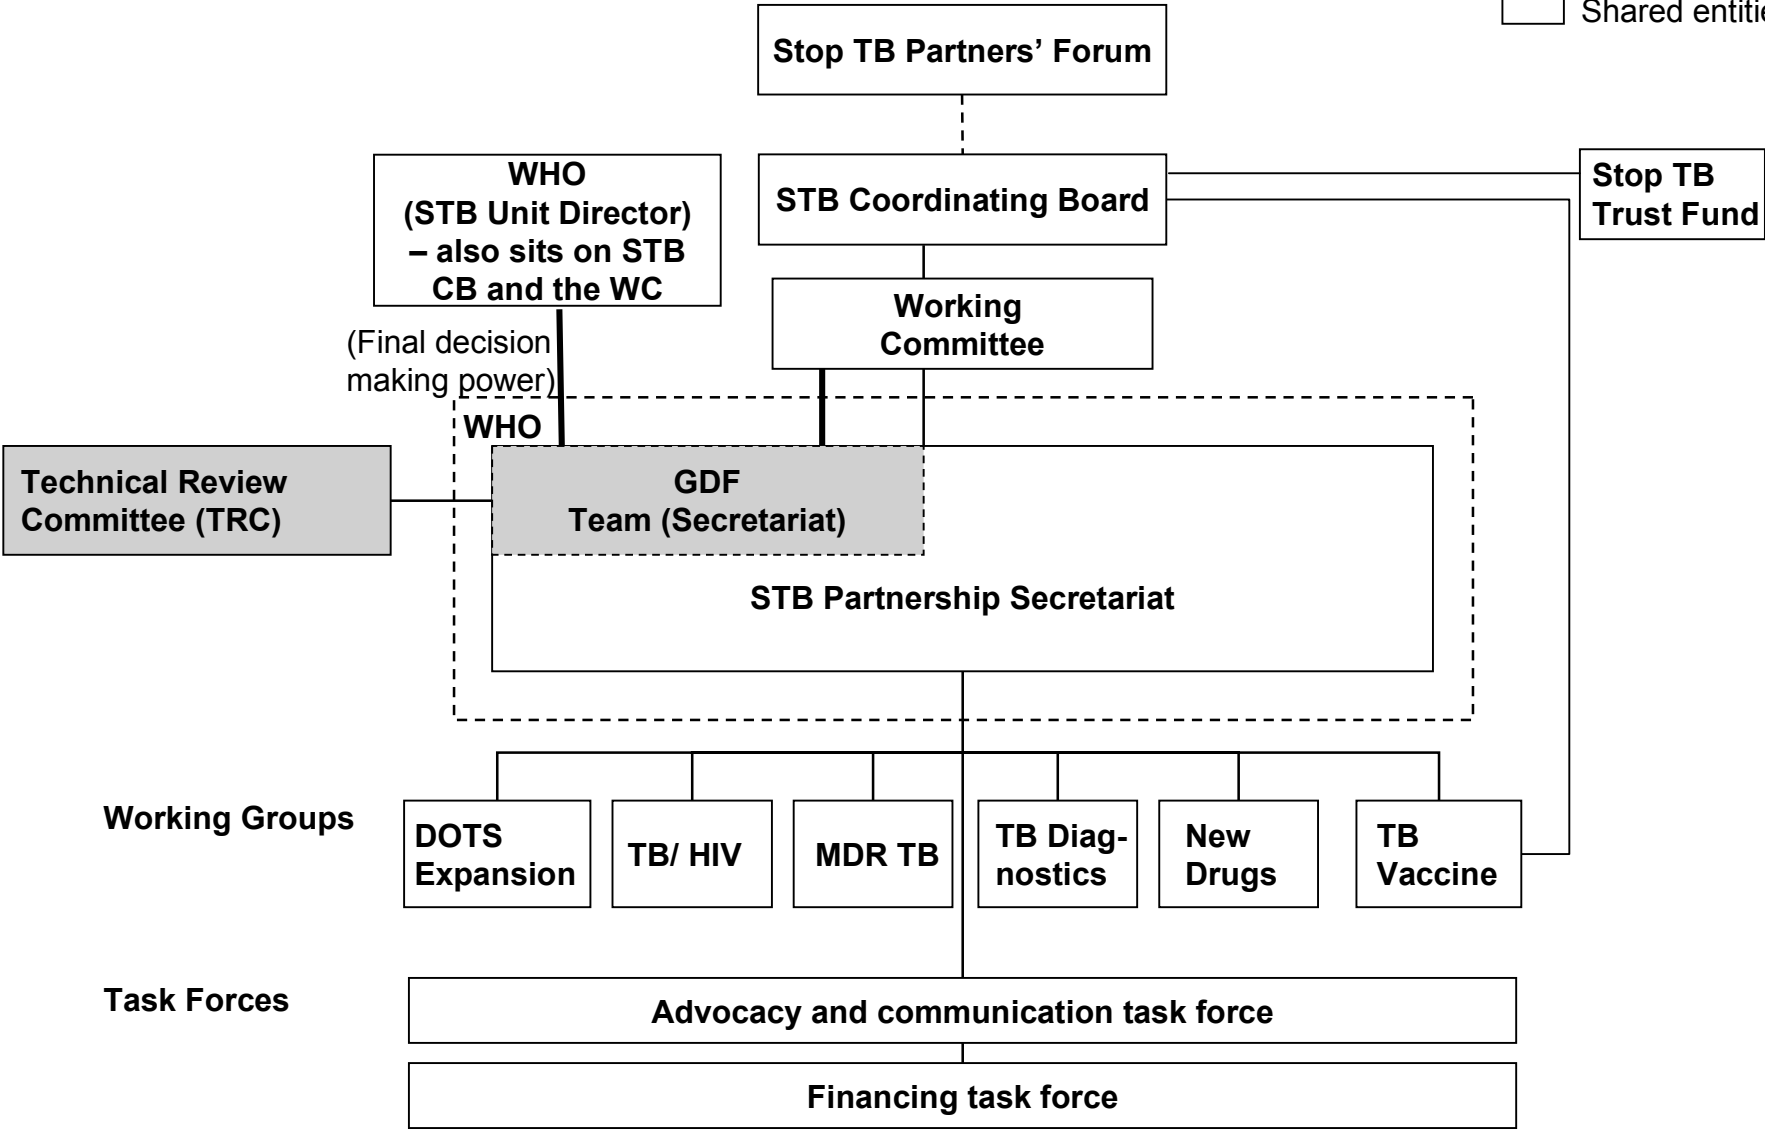 Shared entitie
Stop TB Partners’ Forum
WHO
(STB Unit Director)
– also sits on STB
CB and the WC
STB Coordinating Board
Stop TB
Trust Fund
Working
Committee
(Final decision
making power)
WHO
Technical Review
Committee (TRC)
GDF
Team (Secretariat)
STB Partnership Secretariat
Working Groups
DOTS
Expansion
TB/ HIV
MDR TB
TB Diag-
nostics
New
Drugs
TB
Vaccine
Task Forces
Advocacy and communication task force
Financing task force